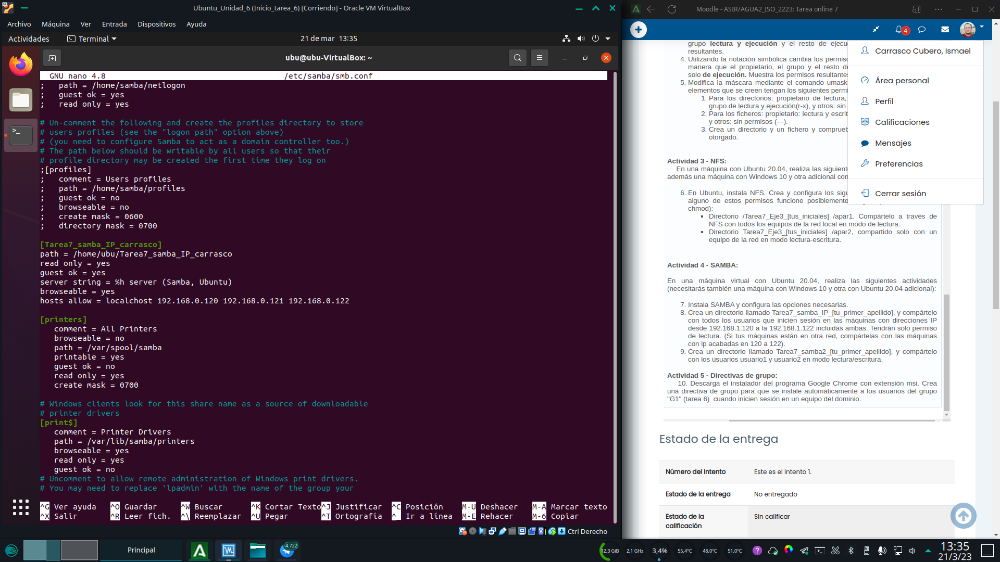 Ubuntu_Unidad_6 (Inicio_tarea_6) [Corriendo] - Oracle VM VirtualBox
Archivo Máquina Ver Entrada Dispositivos Ayuda
Actividades Terminal 21 de mar 13:35
ubu@ubu-VirtualBox: ~
GNU nano 4.8 /etc/samba/smb.conf
; path = /home/samba/netlogon
; guest ok = yes
; read only = yes
# Un-comment the following and create the profiles directory to store
# users profiles (see the "logon path" option above)
# (you need to configure Samba to act as a domain controller too.)
# The path below should be writable by all users so that their
# profile directory may be created the first time they log on
;[profiles]
; comment = Users profiles
; path = /home/samba/profiles
; guest ok = no
; browseable = no
; create mask = 0600
; directory mask = 0700
[Tarea7_samba_IP_carrasco]
path = /home/ubu/Tarea7_samba_IP_carrasco
read only = yes
guest ok = yes
server string = %h server (Samba, Ubuntu)
browseable = yes
hosts allow = localchost 192.168.0.120 192.168.0.121 192.168.0.122
[printers]
comment = All Printers
browseable = no
path = /var/spool/samba
printable = yes
guest ok = no
read only = yes
create mask = 0700
# Windows clients look for this share name as a source of downloadable
# printer drivers
[print$]
comment = Printer Drivers
path = /var/lib/samba/printers
browseable = yes
read only = yes
guest ok = no
# Uncomment to allow remote administration of Windows print drivers.
# You may need to replace 'lpadmin' with the name of the group your
^G Ver ayuda ^O Guardar ^W Buscar ^K Cortar Texto ^J Justificar ^C Posición M-U Deshacer M-A Marcar texto
^X Salir ^R Leer fich. ^\ Reemplazar ^U Pegar ^T Ortografía ^_ Ir a línea M-E Rehacer M-6 Copiar
Ctrl Derecho
Moodle - ASIR/AGUA2_ISO_2223: Tarea online 7
4
grupo lectura y ejecución y el resto de ejecu
resultantes.
4. Utilizando la notación simbólica cambia los permiso
manera que el propietario, el grupo y el resto de
solo de ejecución. Muestra los permisos resultantes
5. Modifica la máscara mediante el comando umask
elementos que se creen tengan los siguientes permi
1. Para los directorios: propietario de lectura,
grupo de lectura y ejecución(r-x), y otros: sin
2. Para los ficheros: propietario: lectura y escrit
y otros: sin permisos (---).
3. Crea un directorio y un fichero y comprueb
otorgado.
Carrasco Cubero, Ismael
Área personal
Perfil
Calificaciones
Mensajes
Preferencias
Cerrar sesión
Actividad 3 - NFS:
En una máquina con Ubuntu 20.04, realiza las siguiente
además una máquina con Windows 10 y otra adicional con
6. En Ubuntu, instala NFS. Crea y configura los sigu
alguno de estos permisos funcione posiblemente
chmod):
▪ Directorio /Tarea7_Eje3_[tus_iniciales] /apar1. Compártelo a través de
NFS con todos los equipos de la red local en modo de lectura.
▪ Directorio Tarea7_Eje3_[tus_iniciales] /apar2, compartido solo con un
equipo de la red en modo lectura-escritura.
Actividad 4 - SAMBA:
En una máquina virtual con Ubuntu 20.04, realiza las siguientes actividades
(necesitarás también una máquina con Windows 10 y otra con Ubuntu 20.04 adicional):
7. Instala SAMBA y configura las opciones necesarias.
8. Crea un directorio llamado Tarea7_samba_IP_[tu_primer_apellido], y compártelo
con todos los usuarios que inicien sesión en las máquinas con direcciones IP
desde 192.168.1.120 a la 192.168.1.122 incluidas ambas. Tendrán solo permiso
de lectura. (Si tus máquinas están en otra red, compártelas con las máquinas
con ip acabadas en 120 a 122).
9. Crea un directorio llamado Tarea7_samba2_[tu_primer_apellido], y compártelo
con los usuarios usuario1 y usuario2 en modo lectura/escritura.
Actividad 5 - Directivas de grupo:
10. Descarga el instalador del programa Google Chrome con extensión msi. Crea
una directiva de grupo para que se instale automáticamente a los usuarios del grupo
"G1" (tarea 6) cuando inicien sesión en un equipo del dominio.
Estado de la entrega
Número del intento Este es el intento 1.
Estado de la entrega No entregado
Estado de la Sin calificar
calificación
Principal 4.722 12,3 GiB 2,1 GHz 3,4% 55,4°C 48,0°C 51,0°C 13:35
21/3/23